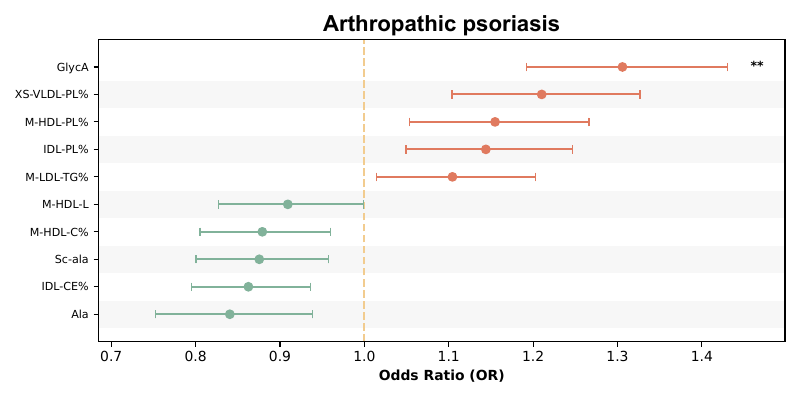 Arthropathic psoriasis
GlycA
**
XS-VLDL-PL%
M-HDL-PL%
IDL-PL%
M-LDL-TG%
M-HDL-L
M-HDL-C%
Sc-ala
IDL-CE%
Ala
0.7 0.8 0.9 1.0 1.1 1.2 1.3 1.4
Odds Ratio (OR)